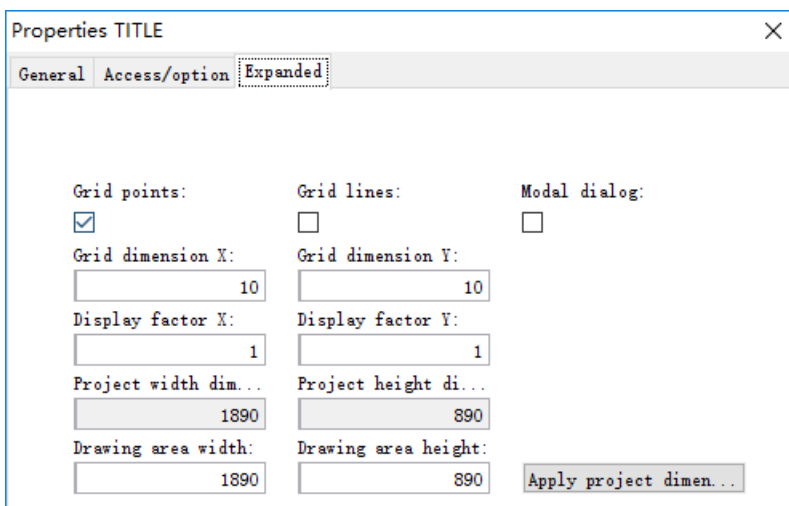 Properties TITLE
General Access/option Expanded
Grid points: Grid lines: Modal dialog:
Grid dimension X: Grid dimension Y:
10 10
Display factor X: Display factor Y:
1 1
Project width dim... Project height di...
1890 890
Drawing area width: Drawing area height:
1890 890 Apply project dimen...